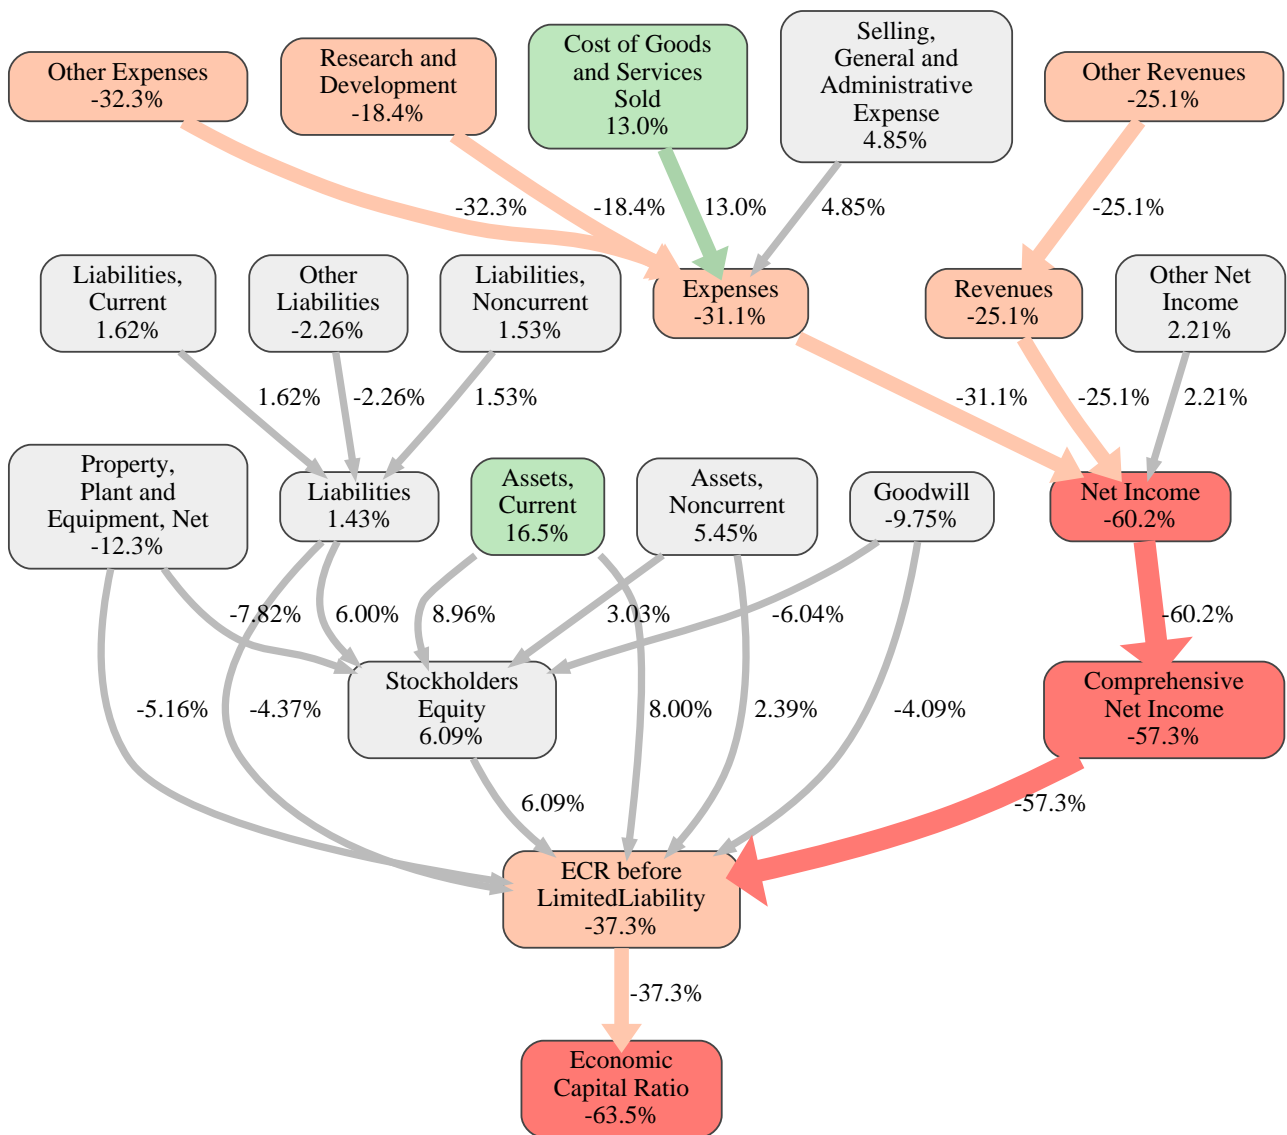 Other Expenses
-32.3%
Research and
Development
-18.4%
Cost of Goods
and Services
Sold
13.0%
Selling,
General and
Administrative
Expense
4.85%
Other Revenues
-25.1%
-32.3%
-18.4%
13.0%
4.85%
-25.1%
Liabilities,
Current
1.62%
Other
Liabilities
-2.26%
Liabilities,
Noncurrent
1.53%
Expenses
-31.1%
Revenues
-25.1%
Other Net
Income
2.21%
1.62%
-2.26%
1.53%
-31.1%
-25.1%
2.21%
Property,
Plant and
Equipment, Net
-12.3%
Liabilities
1.43%
Assets,
Current
16.5%
Assets,
Noncurrent
5.45%
Goodwill
-9.75%
Net Income
-60.2%
-7.82%
6.00%
8.96%
3.03%
-6.04%
-60.2%
-5.16%
-4.37%
Stockholders
Equity
6.09%
8.00%
2.39%
-4.09%
Comprehensive
Net Income
-57.3%
6.09%
-57.3%
ECR before
LimitedLiability
-37.3%
-37.3%
Economic
Capital Ratio
-63.5%